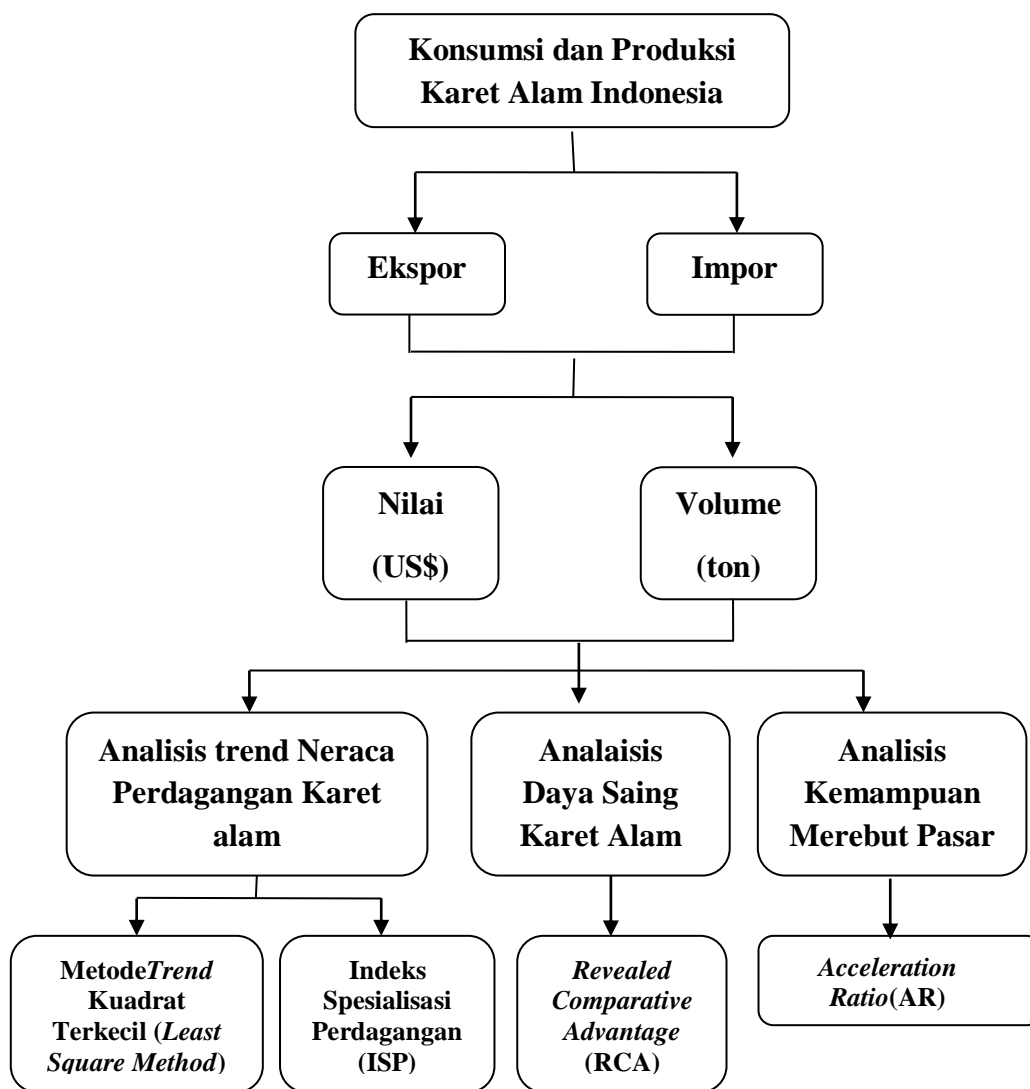 Konsumsi dan Produksi
Karet Alam Indonesia
Ekspor
Impor
Nilai
(US$)
Volume
(ton)
Analisis trend Neraca
Perdagangan Karet
alam
Analaisis
Daya Saing
Karet Alam
Analisis
Kemampuan
Merebut Pasar
MetodeTrend
Kuadrat
Terkecil (Least
Square Method)
Indeks
Spesialisasi
Perdagangan
(ISP)
Revealed
Comparative
Advantage
(RCA)
Acceleration
Ratio(AR)